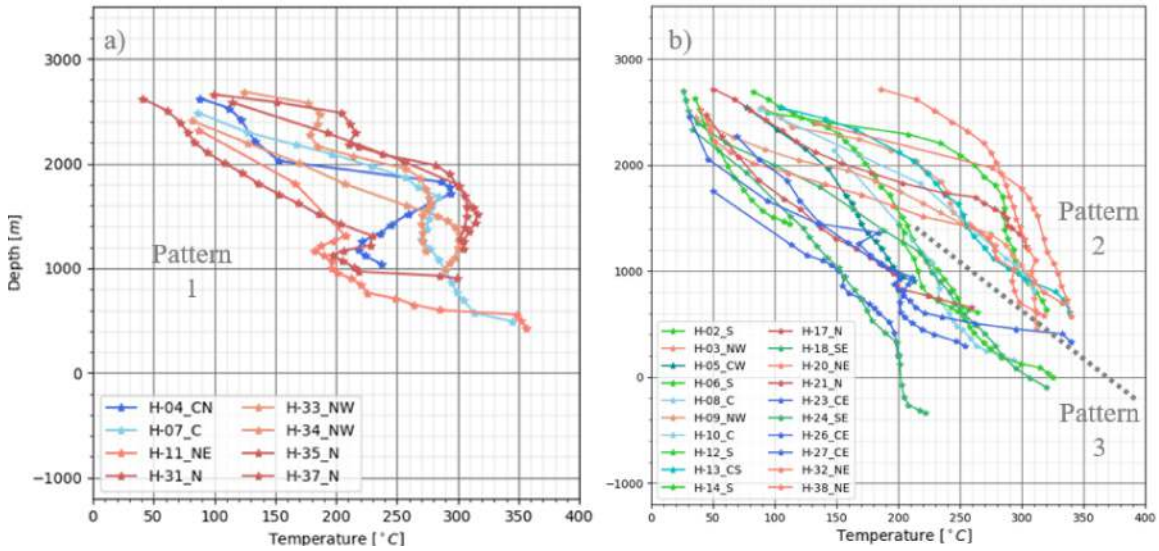 a)
3000
2000
1000
0
−1000
Depth [m]
Pattern
1
H-04_CN
H-07_C
H-11_NE
H-31_N
H-33_NW
H-34_NW
H-35_N
H-37_N
0 50 100 150 200 250 300 350 400
Temperature [°C]
b)
3000
2000
1000
0
−1000
Pattern
2
Pattern
3
H-02_S
H-03_NW
H-05_CW
H-06_S
H-08_C
H-09_NW
H-10_C
H-12_S
H-13_CS
H-14_S
H-17_N
H-18_SE
H-20_NE
H-21_N
H-23_CE
H-24_SE
H-26_CE
H-27_CE
H-32_NE
H-38_NE
0 50 100 150 200 250 300 350 400
Temperature [°C]